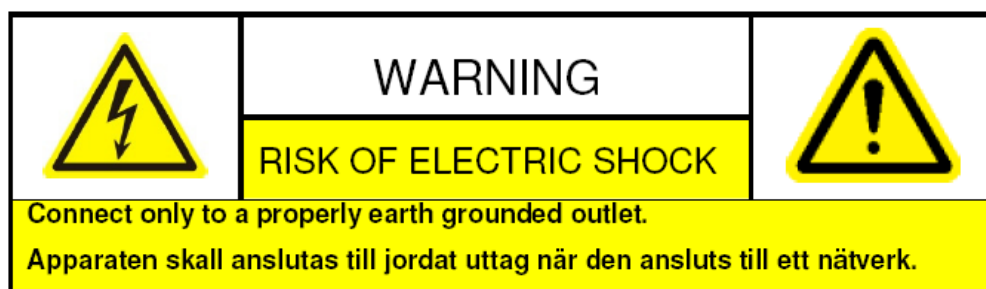 WARNING
RISK OF ELECTRIC SHOCK
Connect only to a properly earth grounded outlet.
Apparaten skall anslutas till jordat uttag när den ansluts till ett nätverk.